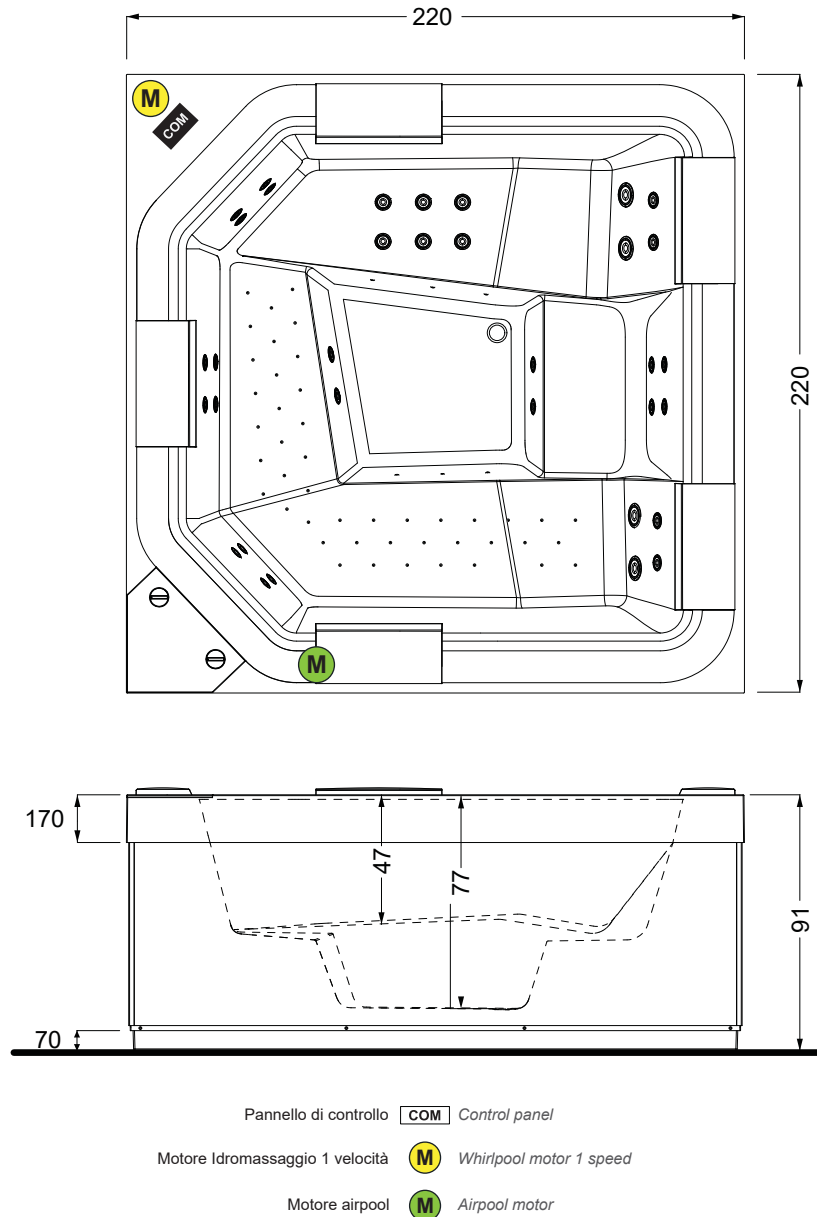 220
M
COM
220
M
170
47
77
91
70
Pannello di controllo COM Control panel
Motore Idromassaggio 1 velocità M Whirlpool motor 1 speed
Motore airpool M Airpool motor